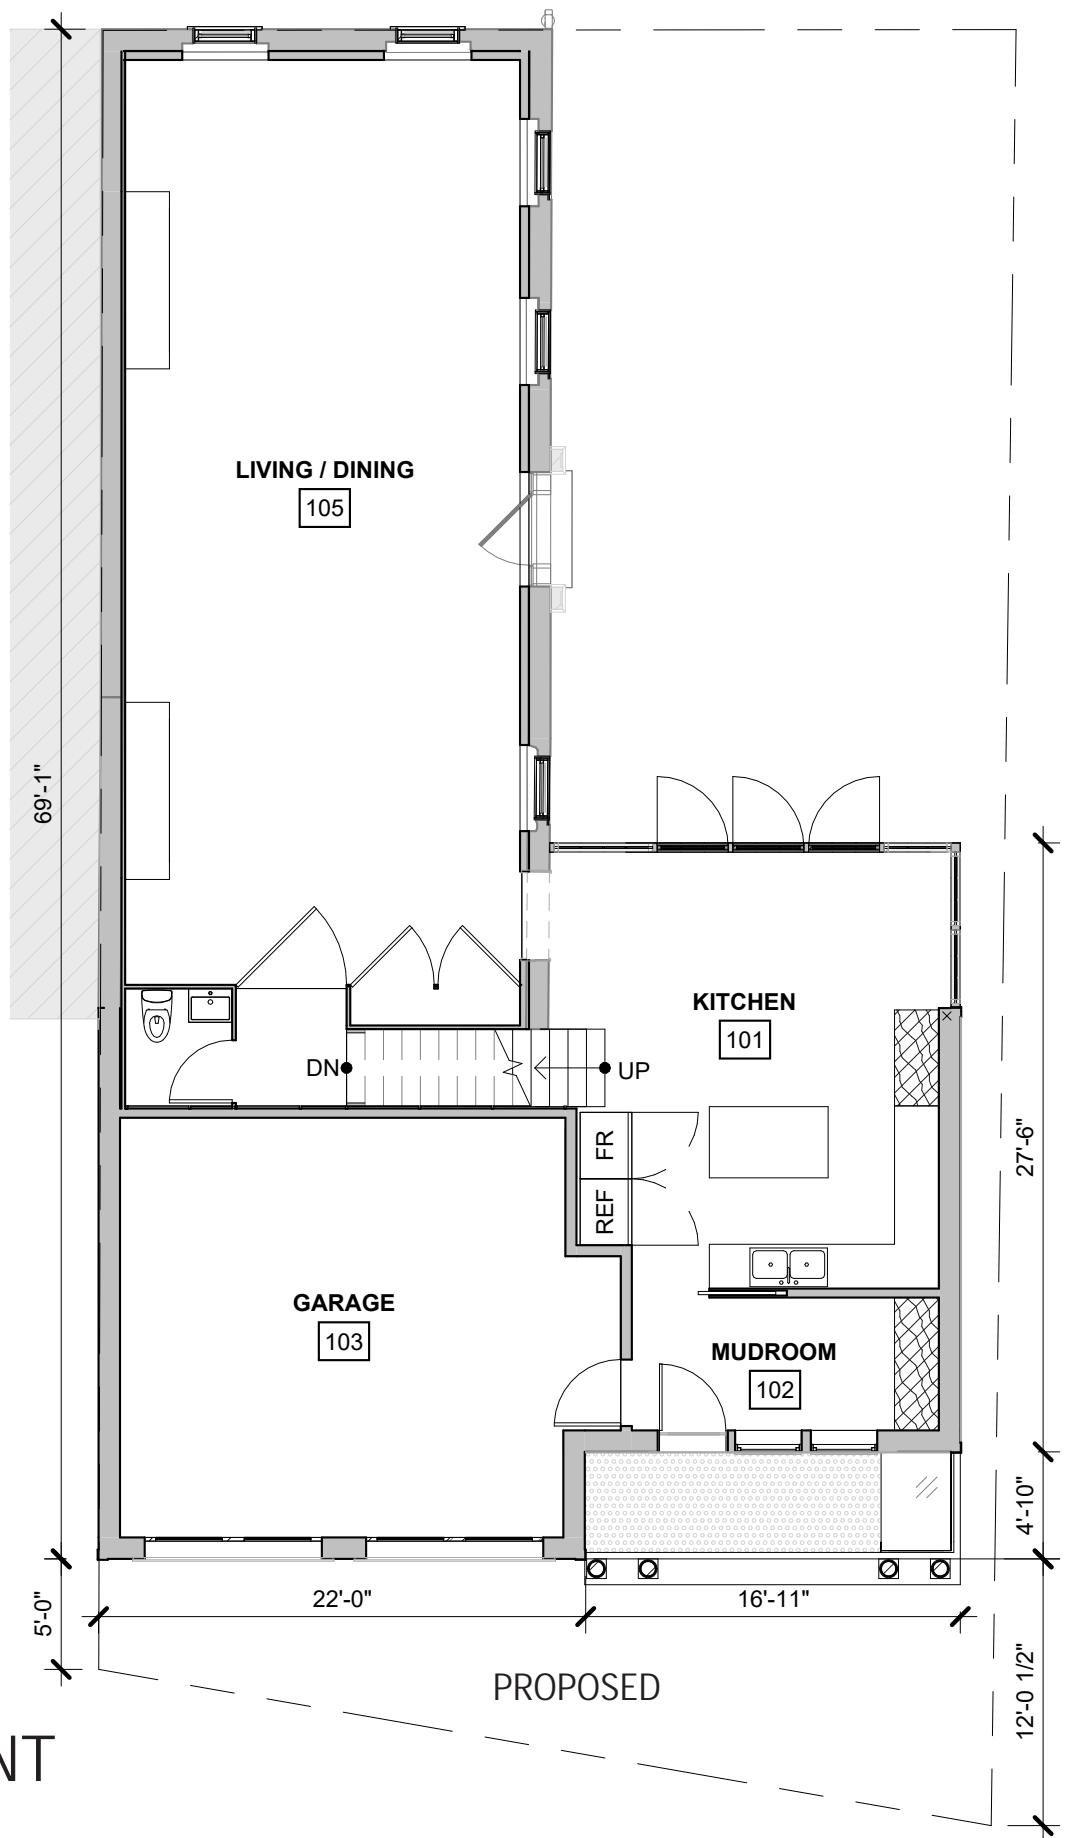 LIVING / DINING
105
69'-1"
KITCHEN
101
DN
UP
FR
REF
27'-6"
GARAGE
103
MUDROOM
102
4'-10"
5'-0"
22'-0"
16'-11"
12'-0 1/2"
PROPOSED
NT